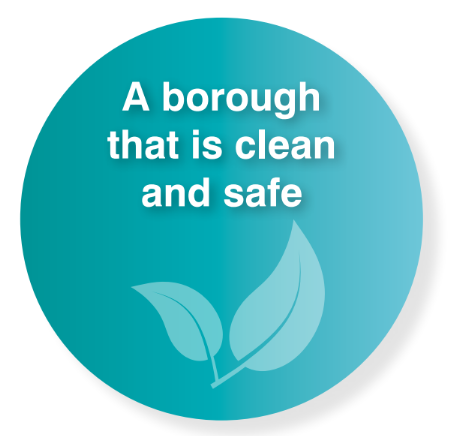 A borough
that is clean
and safe